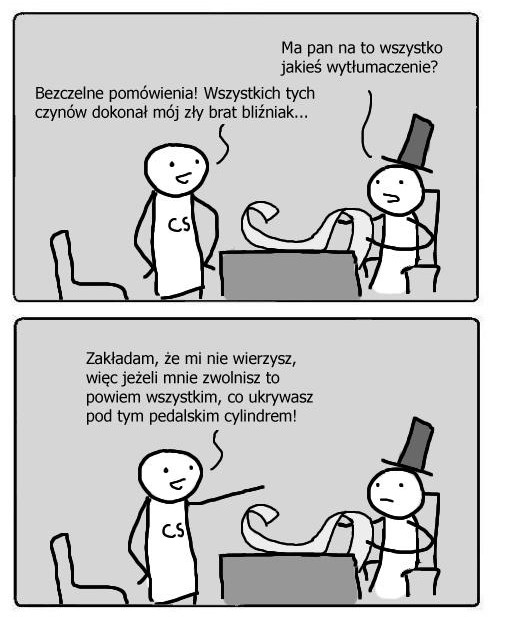 Ma pan na to wszystko
jakieś wytłumaczenie?
Bezczelne pomówienia! Wszystkich tych
czynów dokonał mój zły brat bliźniak...
CS
Zakładam, że mi nie wierzysz,
więc jeżeli mnie zwolnisz to
powiem wszystkim, co ukrywasz
pod tym pedalskim cylindrem!
CS